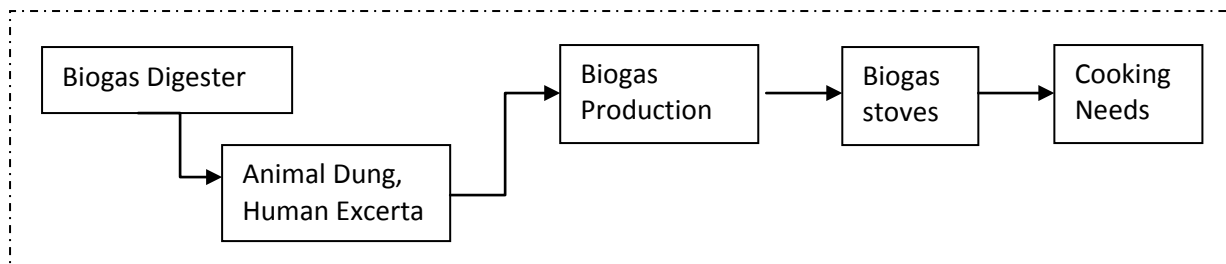 Biogas Digester
Animal Dung,
Human Excerta
Biogas
Production
Biogas
stoves
Cooking
Needs